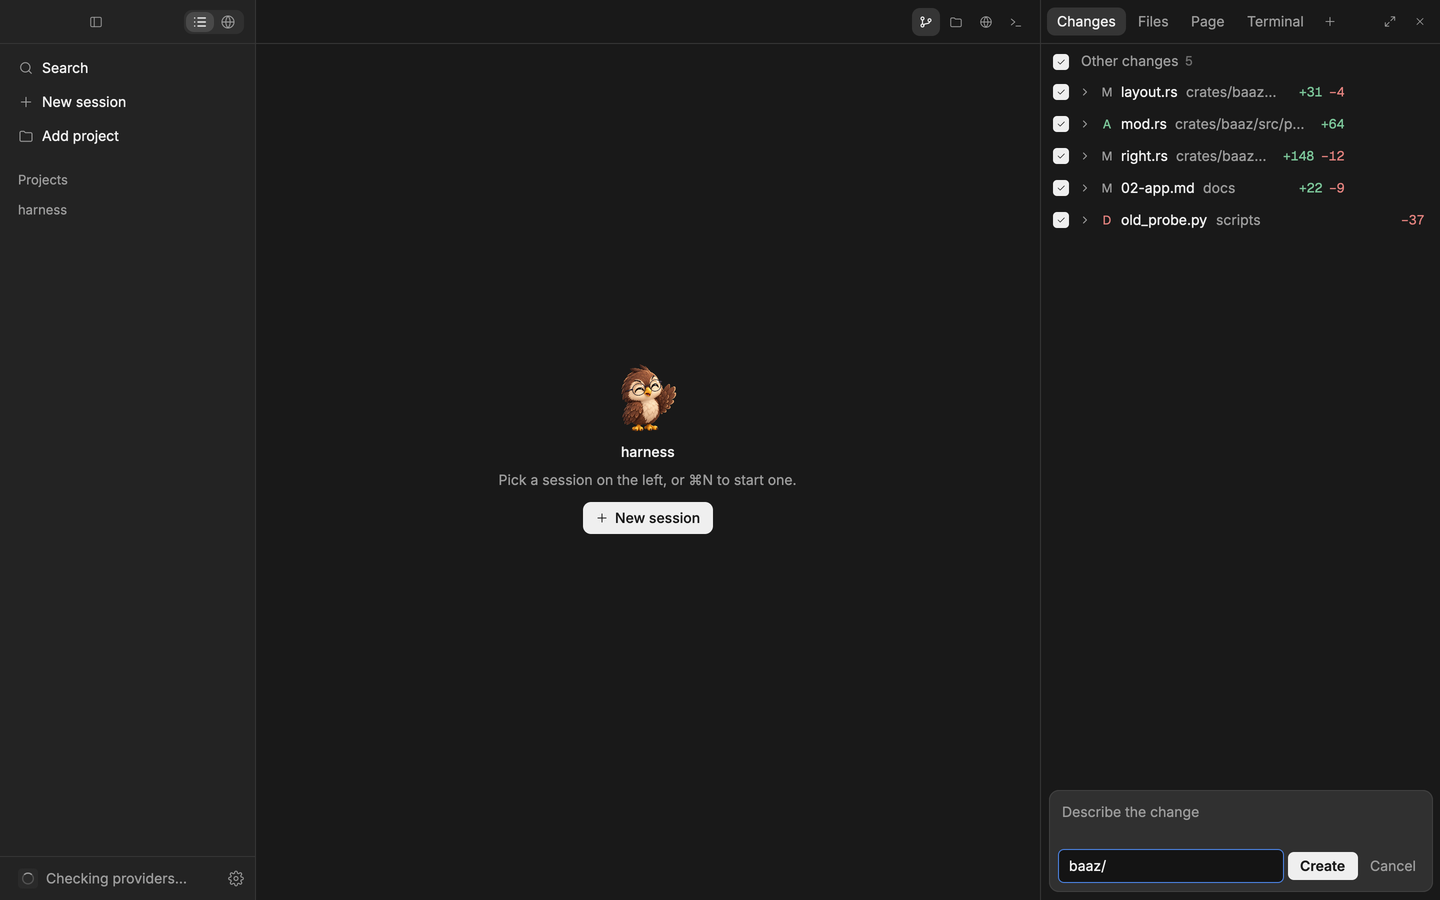 Changes Files Page Terminal
Search
New session
Add project
Projects
harness
Checking providers...
harness
Pick a session on the left, or ⌘N to start one.
New session
Other changes 5
M layout.rs crates/baaz... +31 −4
A mod.rs crates/baaz/src/p... +64
M right.rs crates/baaz... +148 −12
M 02-app.md docs +22 −9
D old_probe.py scripts −37
Describe the change
baaz/ Create Cancel